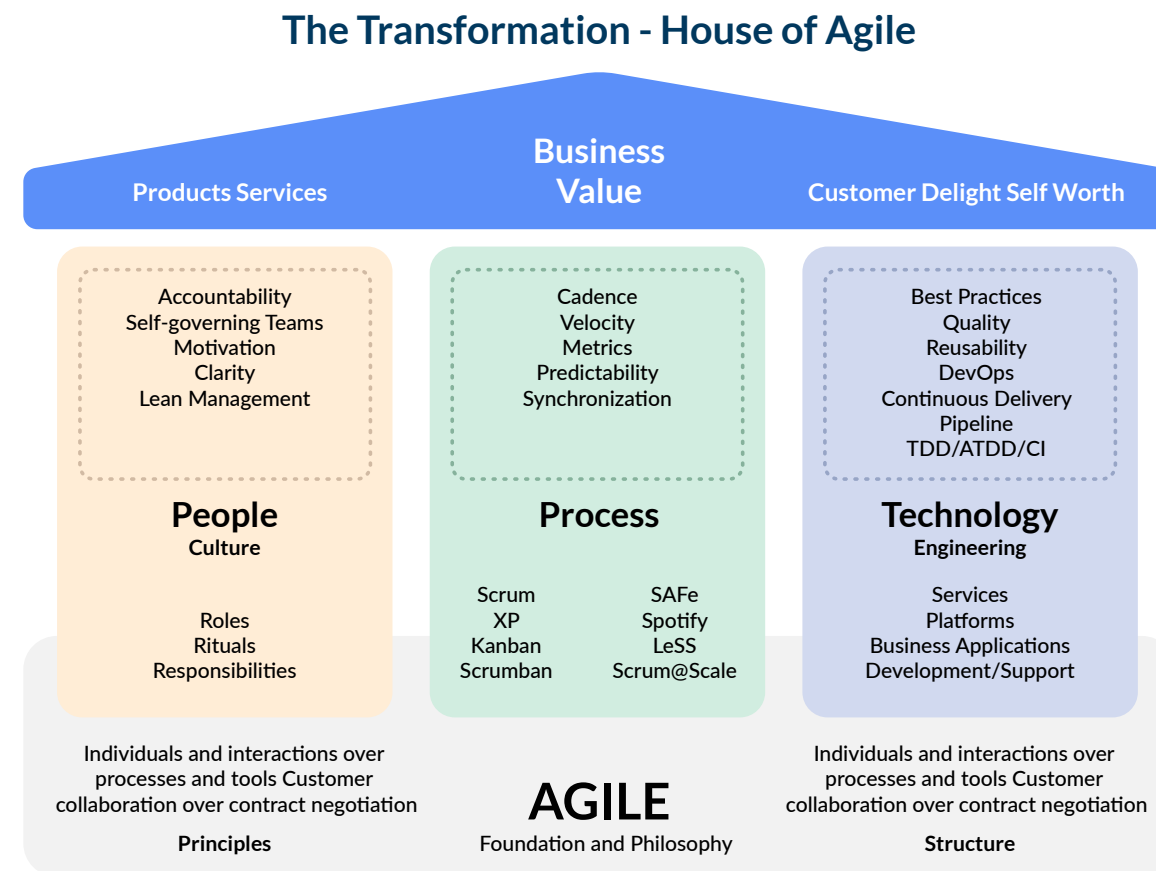 The Transformation - House of Agile
Business
Value
Products Services
Customer Delight Self Worth
Accountability
Self-governing Teams
Motivation
Clarity
Lean Management
People
Culture
Roles
Rituals
Responsibilities
Cadence
Velocity
Metrics
Predictability
Synchronization
Process
Scrum
XP
Kanban
Scrumban
SAFe
Spotify
LeSS
Scrum@Scale
Best Practices
Quality
Reusability
DevOps
Continuous Delivery
Pipeline
TDD/ATDD/CI
Technology
Engineering
Services
Platforms
Business Applications
Development/Support
Individuals and interactions over
processes and tools Customer
collaboration over contract negotiation
Principles
AGILE
Foundation and Philosophy
Individuals and interactions over
processes and tools Customer
collaboration over contract negotiation
Structure